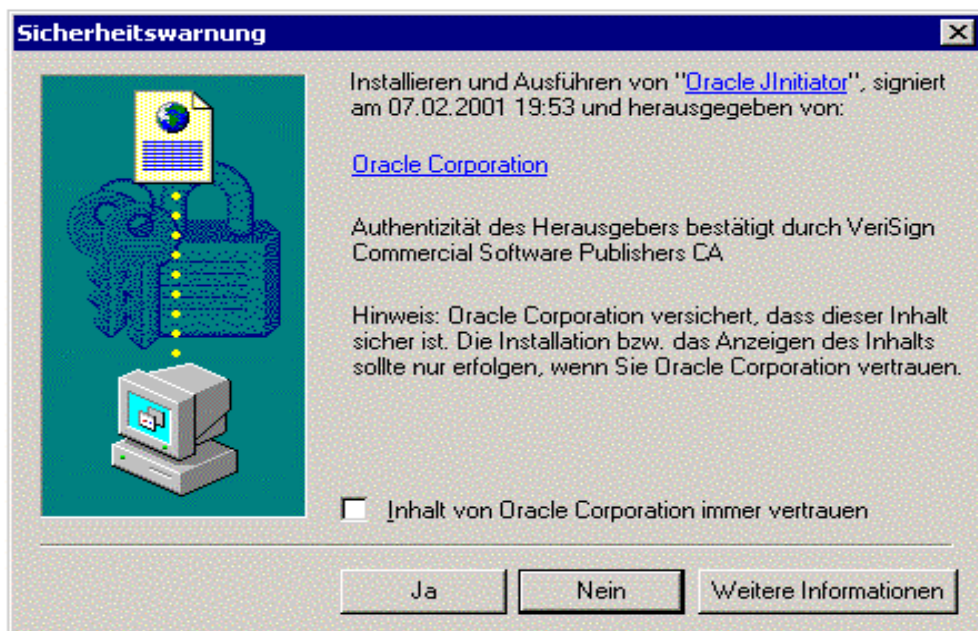 Sicherheitswarnung
Installieren und Ausführen von "Oracle JInitiator", signiert
am 07.02.2001 19:53 und herausgegeben von:
Oracle Corporation
Authentizität des Herausgebers bestätigt durch VeriSign
Commercial Software Publishers CA
Hinweis: Oracle Corporation versichert, dass dieser Inhalt
sicher ist. Die Installation bzw. das Anzeigen des Inhalts
sollte nur erfolgen, wenn Sie Oracle Corporation vertrauen.
Inhalt von Oracle Corporation immer vertrauen
Ja Nein Weitere Informationen